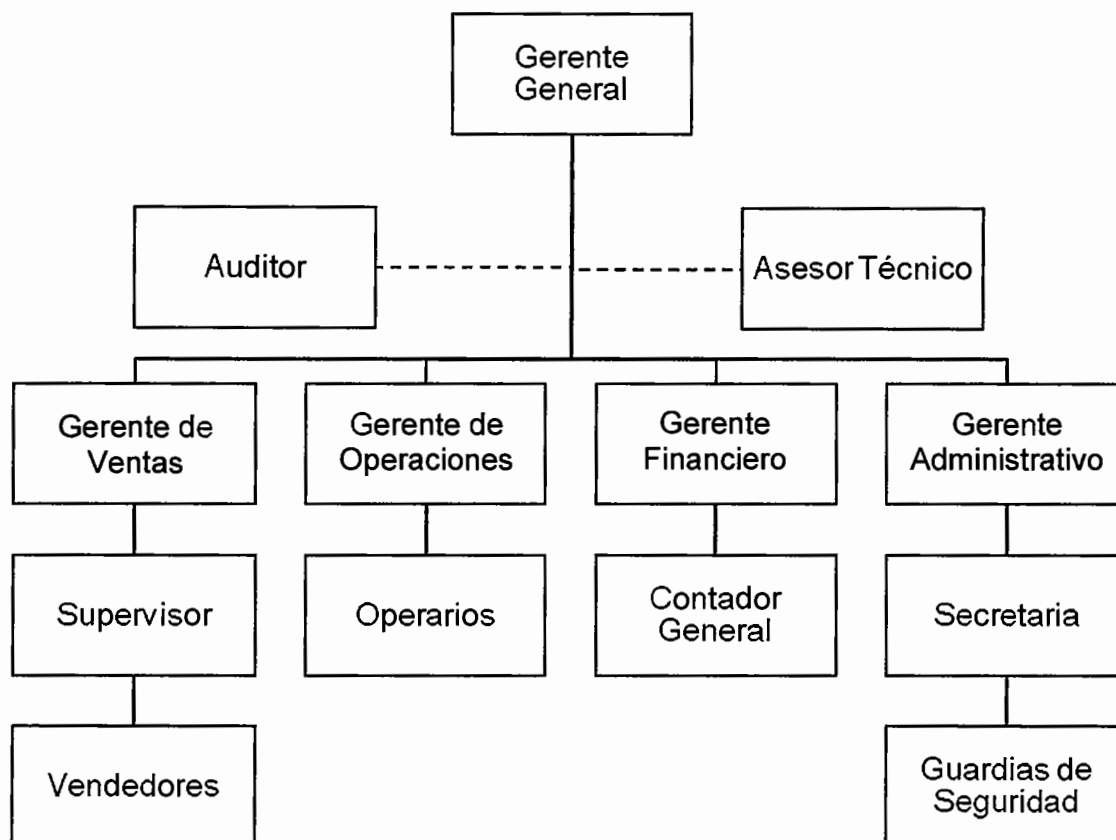 Gerente
General
Auditor
Asesor Técnico
Gerente de
Ventas
Gerente de
Operaciones
Gerente
Financiero
Gerente
Administrativo
Supervisor
Operarios
Contador
General
Secretaria
Vendedores
Guardias de
Seguridad